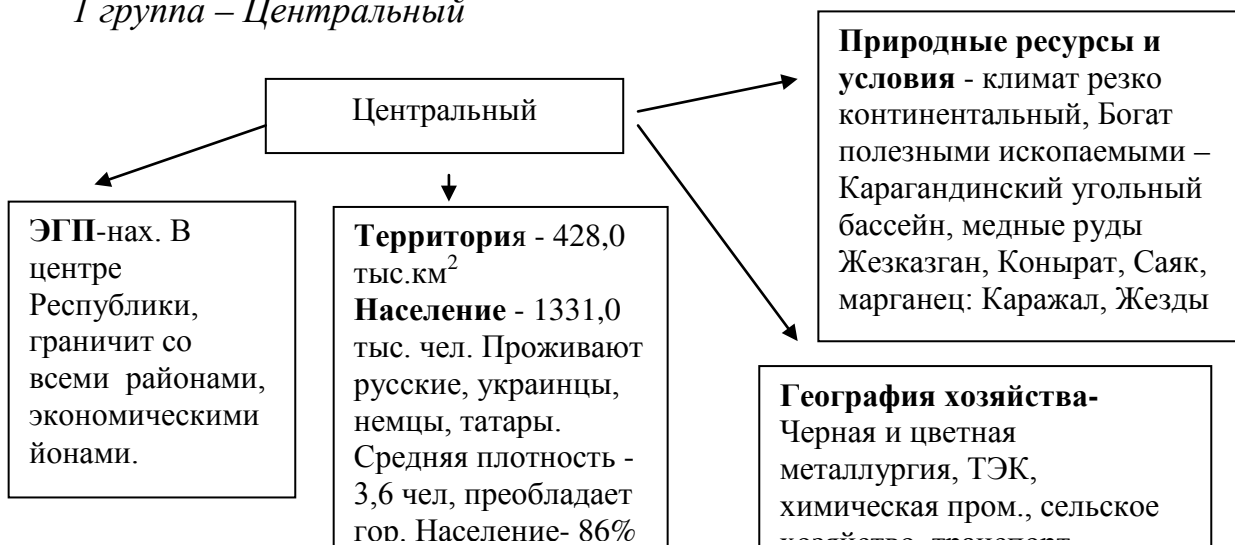 1 группа – Центральный
Центральный
ЭГП-нах. В
центре
Республики,
граничит со
всеми районами,
экономическими
йонами.
Территория - 428,0
тыс.км²
Население - 1331,0
тыс. чел. Проживают
русские, украинцы,
немцы, татары.
Средняя плотность -
3,6 чел, преобладает
гор. Население- 86%
Природные ресурсы и
условия - климат резко
континентальный, Богат
полезными ископаемыми –
Карагандинский угольный
бассейн, медные руды
Жезказган, Конырат, Саяк,
марганец: Каражал, Жезды
География хозяйства-
Черная и цветная
металлургия, ТЭК,
химическая пром., сельское
хозяйство, транспорт